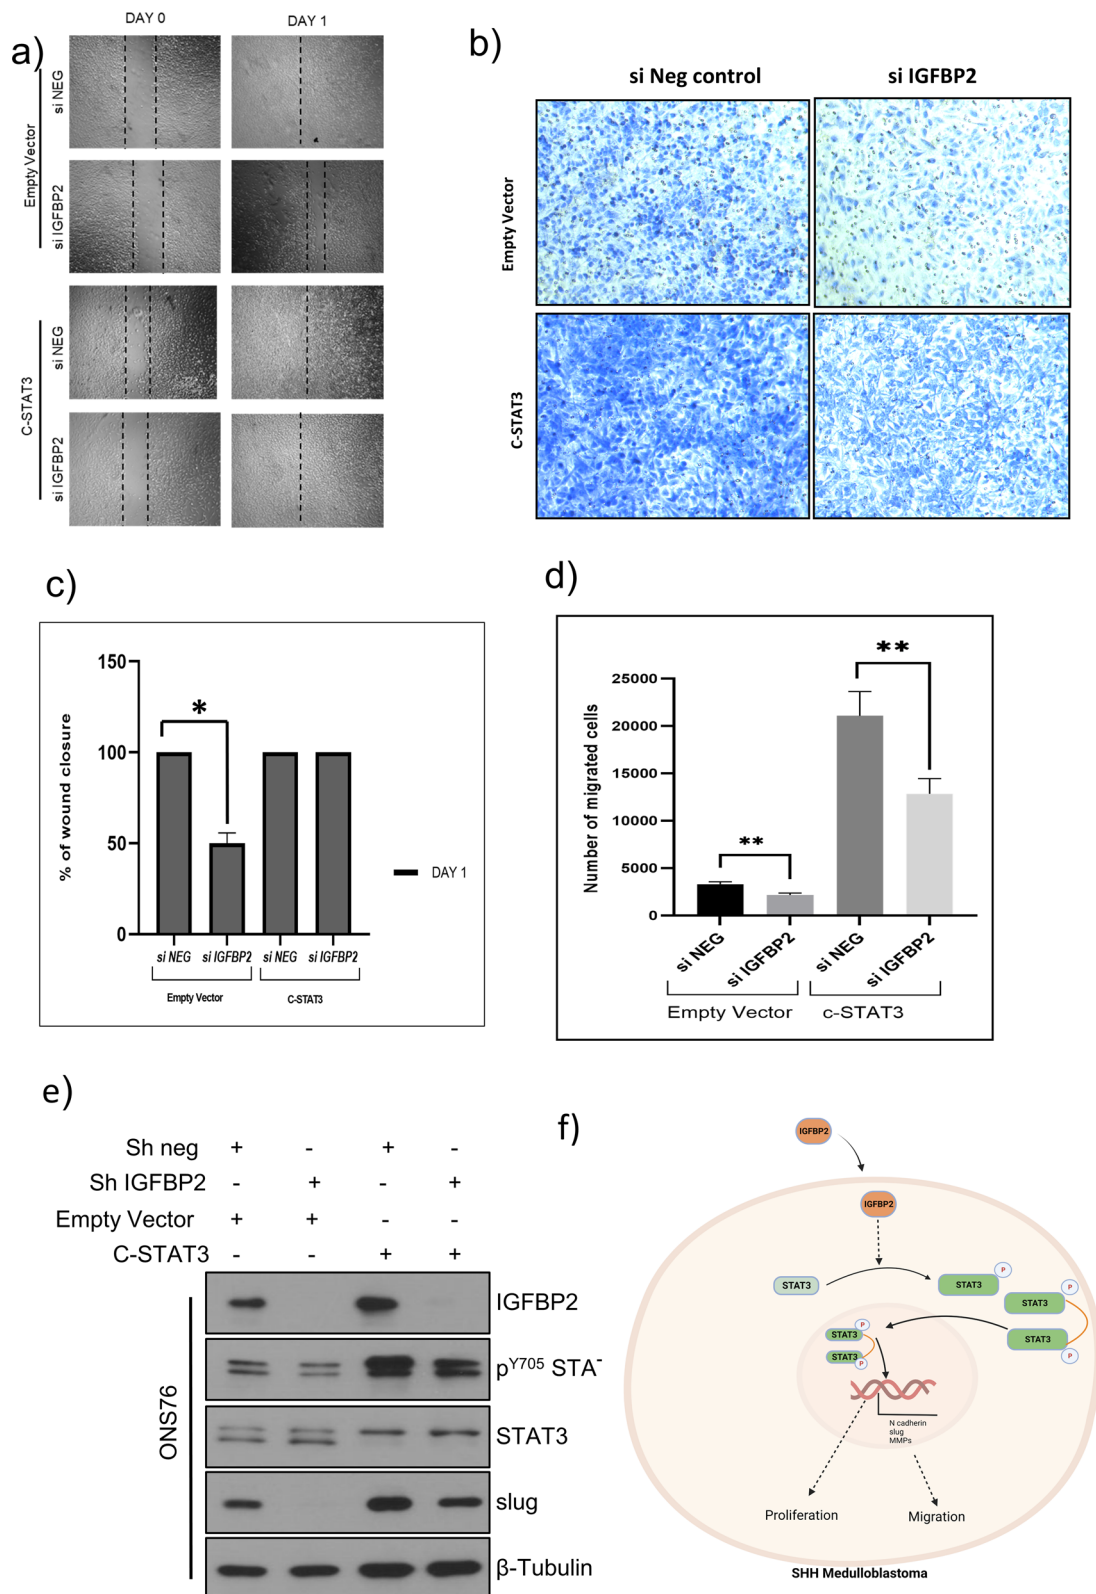 a)
DAY 0
DAY 1
Empty Vector
si NEG
si IGFBP2
C-STAT3
si NEG
si IGFBP2
b)
si Neg control
si IGFBP2
Empty Vector
C-STAT3
c)
% of wound closure
150
100
50
0
*
DAY 1
si NEG
si IGFBP2
si NEG
si IGFBP2
Empty Vector
C-STAT3
d)
Number of migrated cells
25000
20000
15000
10000
5000
0
**
**
si NEG
si IGFBP2
si NEG
si IGFBP2
Empty Vector
c-STAT3
e)
Sh neg + - + -
Sh IGFBP2 - + - +
Empty Vector + + - -
C-STAT3 - - + +
ONS76
IGFBP2
pY705 STA
STAT3
slug
β-Tubulin
f)
IGFBP2
IGFBP2
STAT3
STAT3
P
STAT3
P
STAT3
P
STAT3
P
STAT3
P
N cadherin
slug
MMPs
Proliferation
Migration
SHH Medulloblastoma